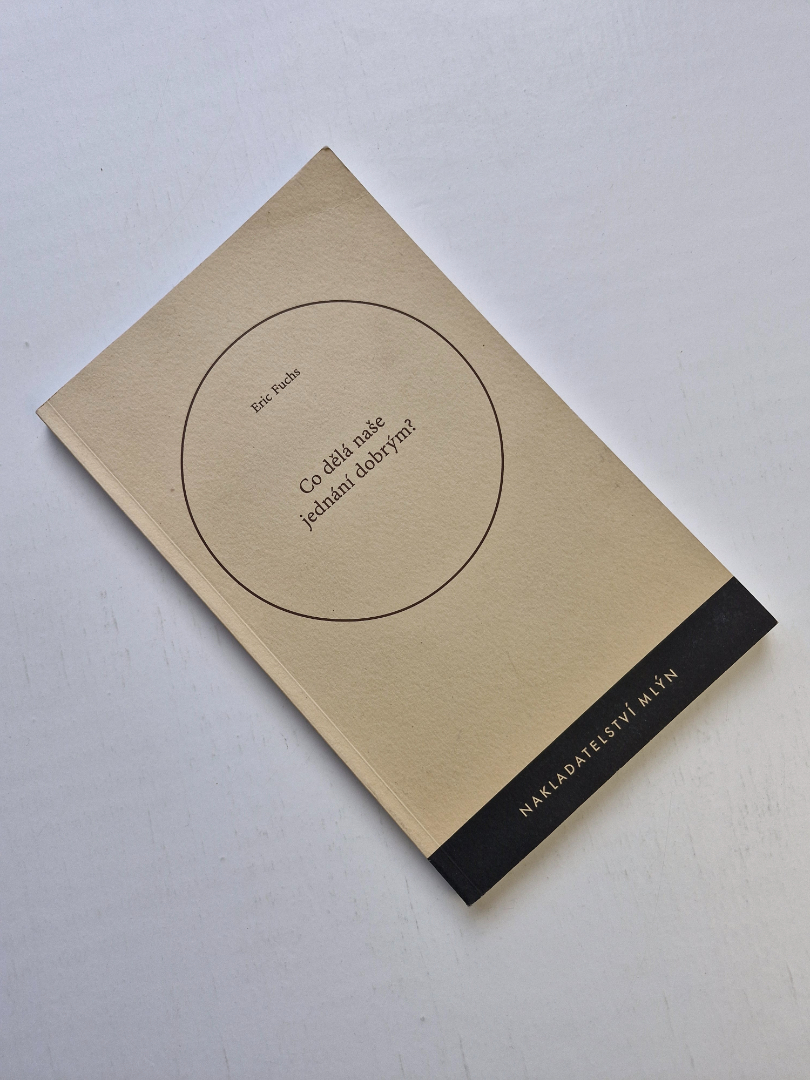 Eric Fuchs
Co dělá naše
jednání dobrým?
NAKLADATELSTVÍ MLÝN